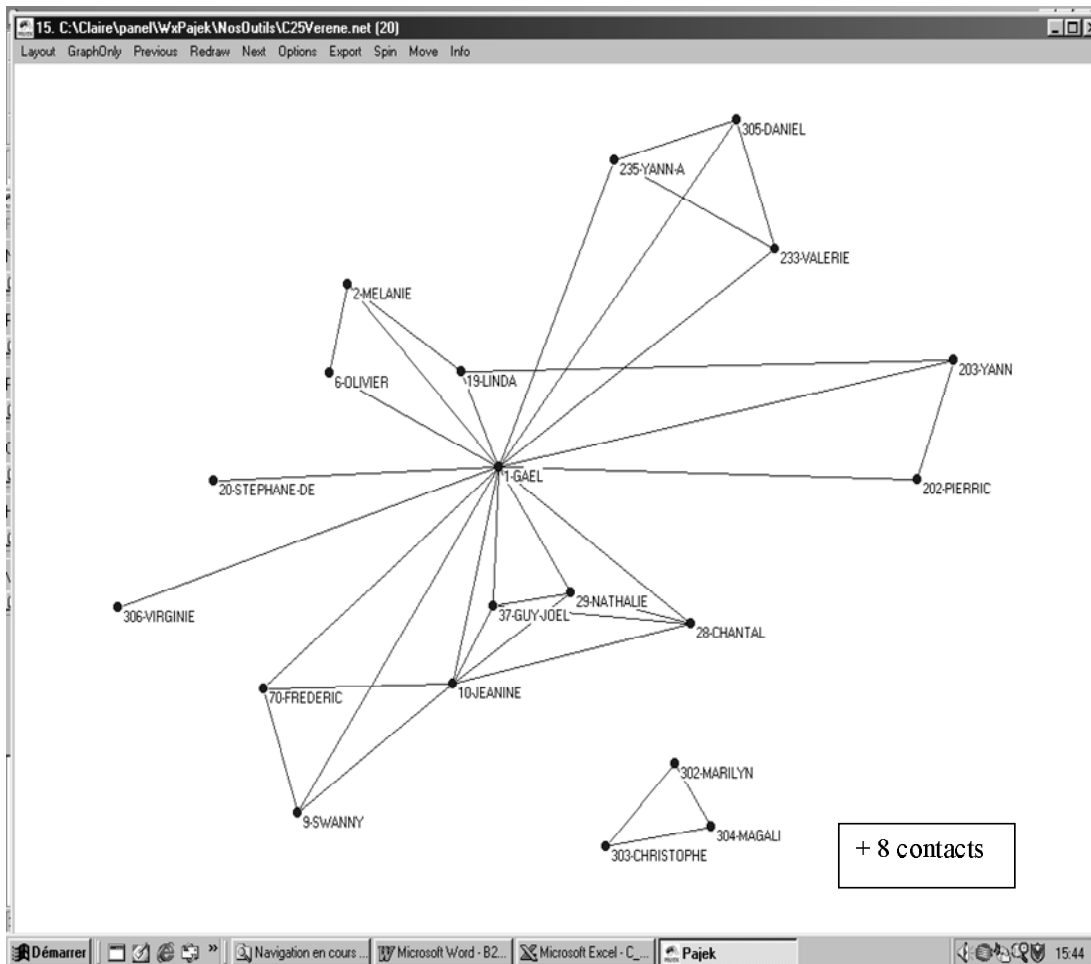 15. C:\Claire\panel\WxPajek\NosOutils\C25Verene.net (20)
Layout GraphOnly Previous Redraw Next Options Export Spin Move Info
305-DANIEL
235-YANN-A
233-VALERIE
2-MELANIE
203-YANN
6-OLIVIER
19-LINDA
1-GAEL
20-STEPHANE-DE
202-PIERRIC
29-NATHALIE
306-VIRGINIE
37-GUY-JOEL
28-CHANTAL
70-FREDERIC
10-JEANINE
302-MARILYN
9-SWANNY
304-MAGALI
303-CHRISTOPHE
+ 8 contacts
Démarrer » Navigation en cours ... Microsoft Word - B2... Microsoft Excel - C_... Pajek 15:44